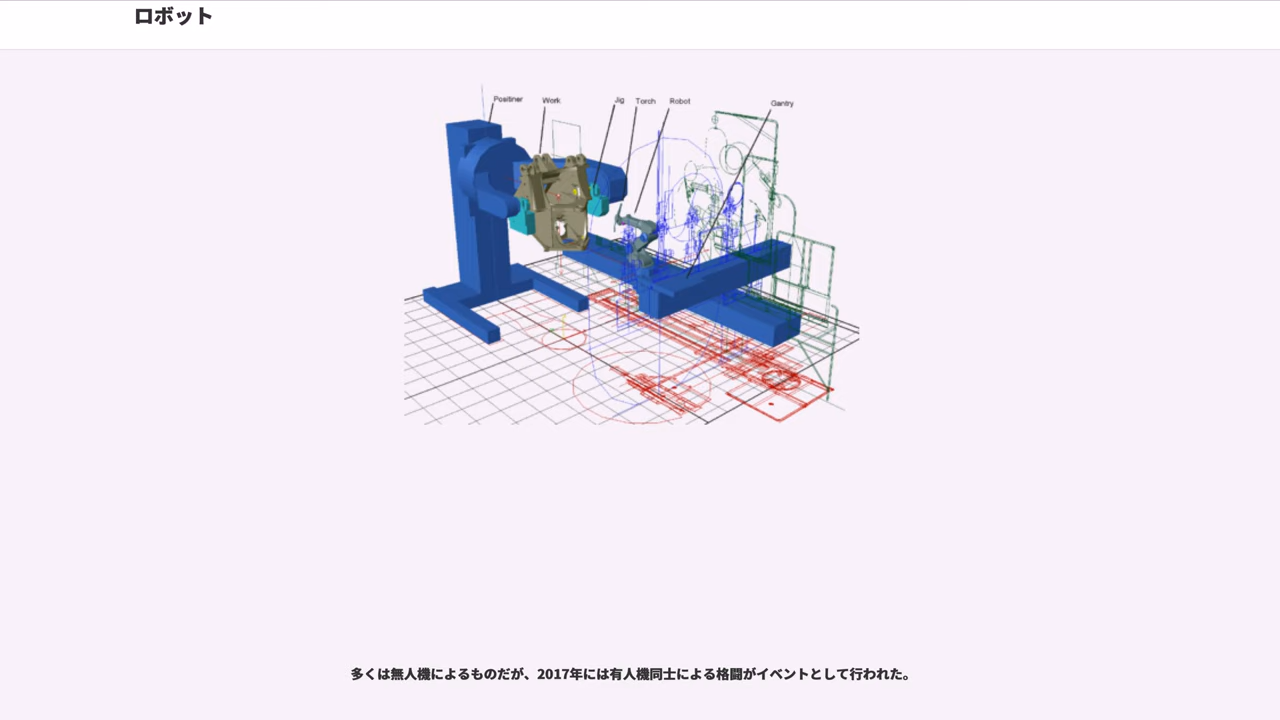 ロボット
Positiner Work Jig Torch Robot Gantry
多くは無人機によるものだが、2017年には有人機同士による格闘がイベントとして行われた。